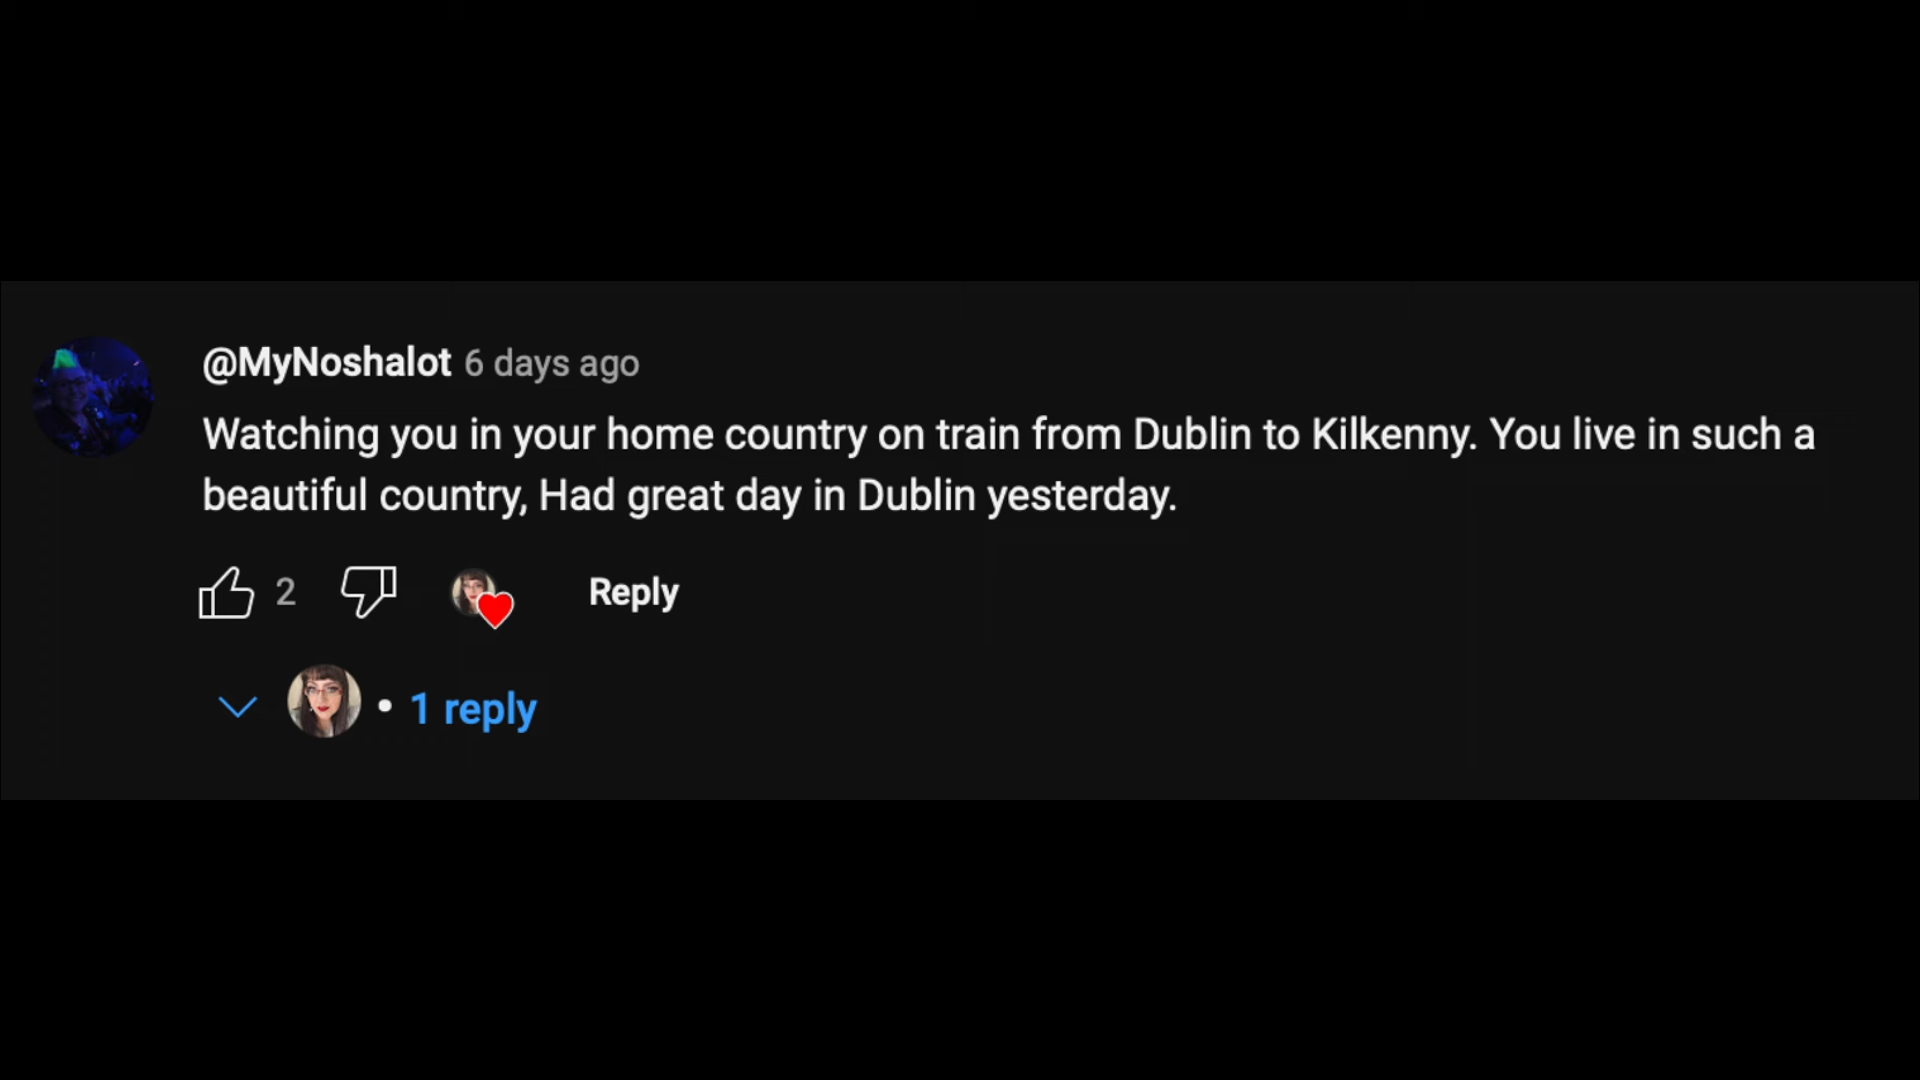 @MyNoshalot 6 days ago
Watching you in your home country on train from Dublin to Kilkenny. You live in such a
beautiful country, Had great day in Dublin yesterday.
2 Reply
• 1 reply